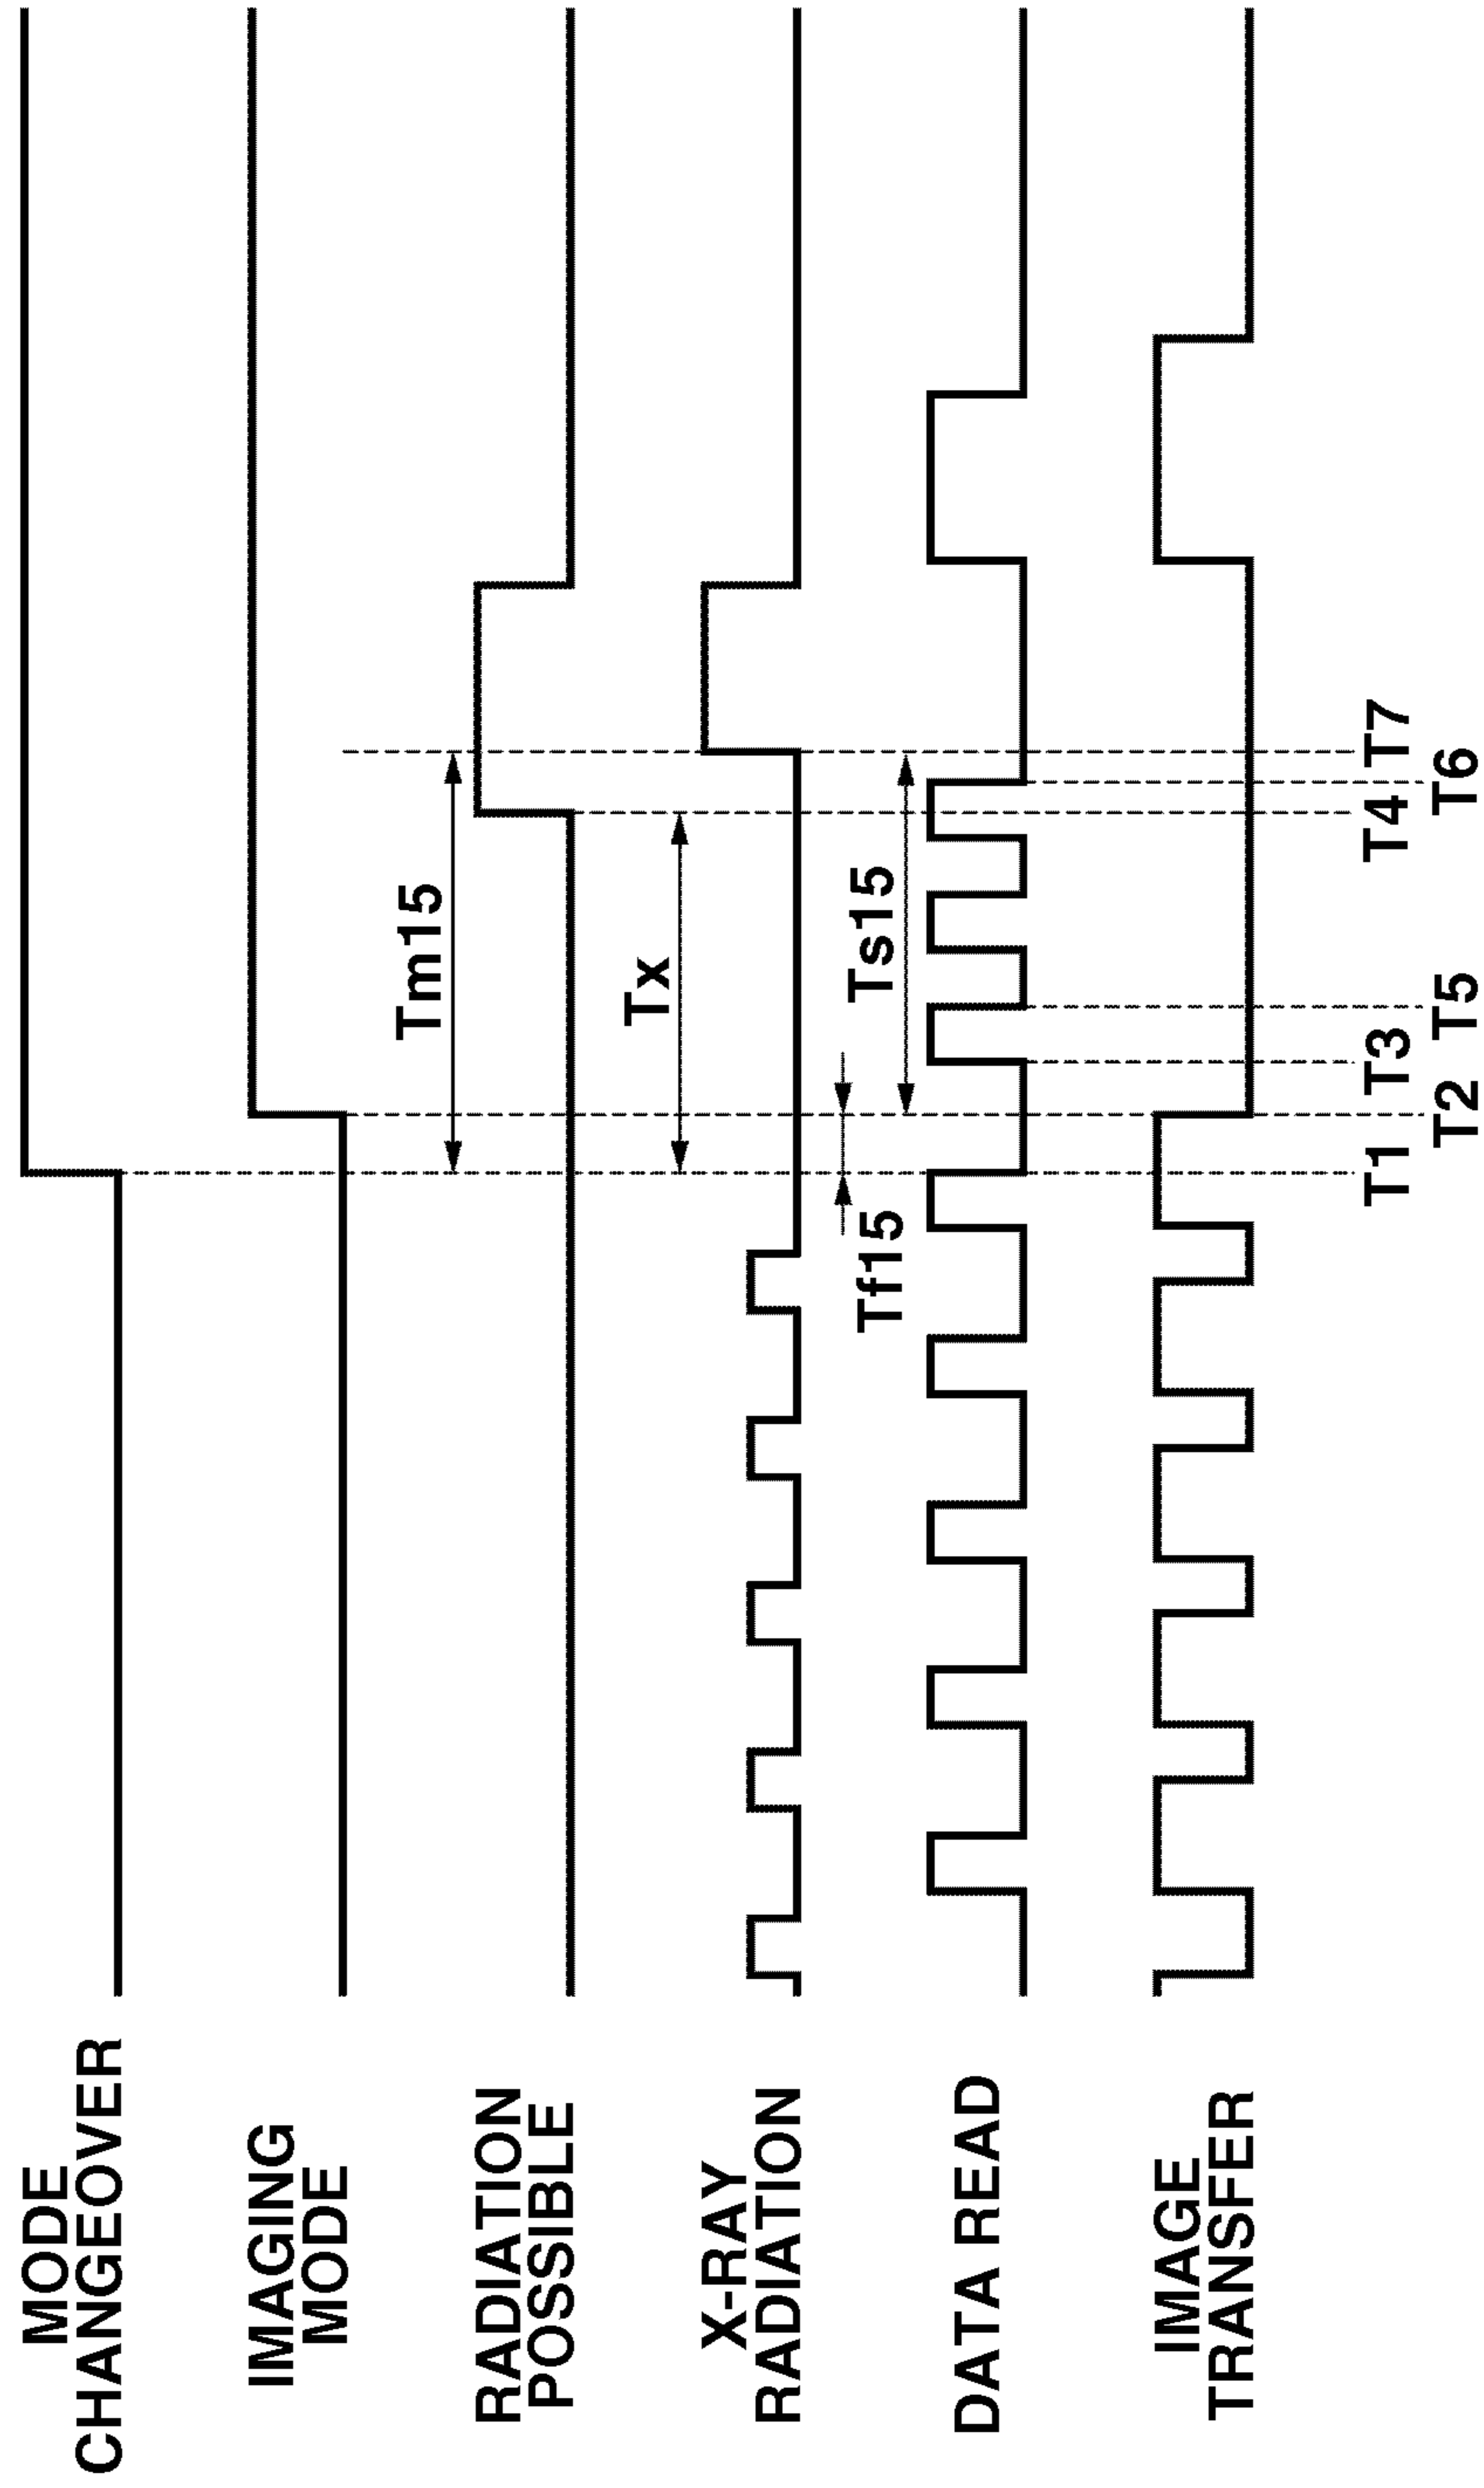 MODE
CHANGEOVER
IMAGING
MODE
Tm15
RADIATION
POSSIBLE
Tx
X-RAY
RADIATION
Tf15
Ts15
DATA READ
IMAGE
TRANSFER
T1
T3
T4
T7
T2
T5
T6